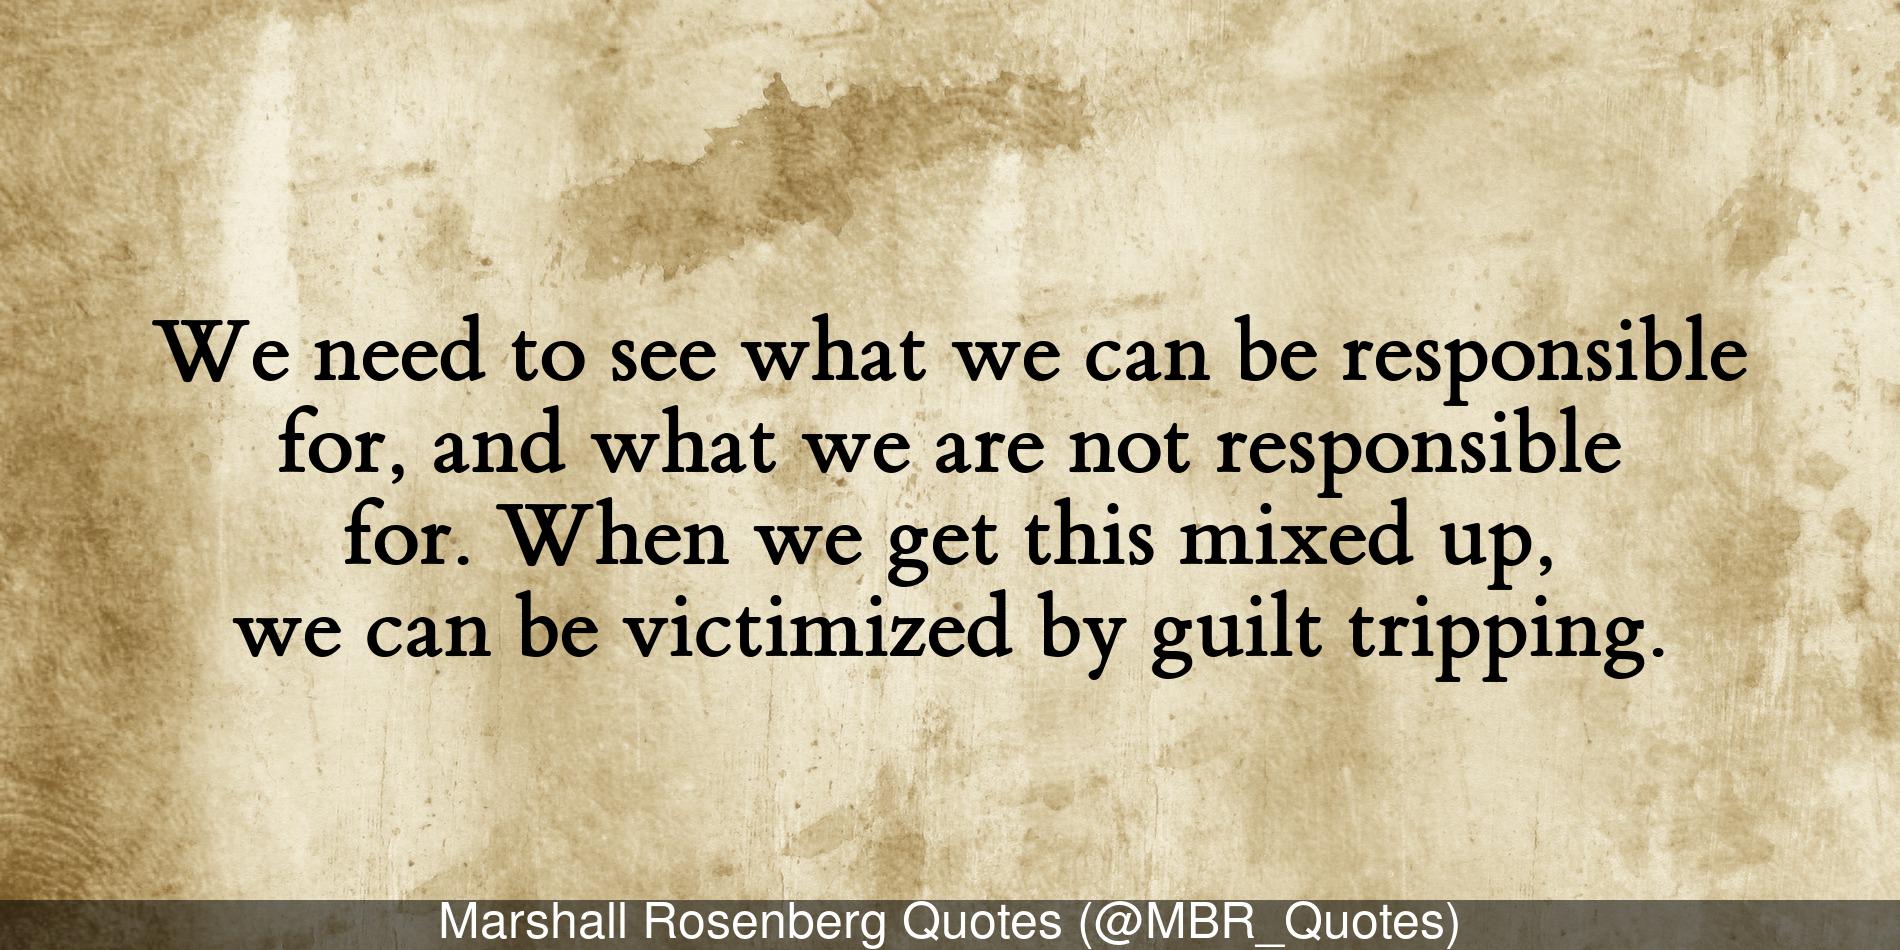 We need to see what we can be responsible
for, and what we are not responsible
for. When we get this mixed up,
we can be victimized by guilt tripping.
Marshall Rosenberg Quotes (@MBR_Quotes)